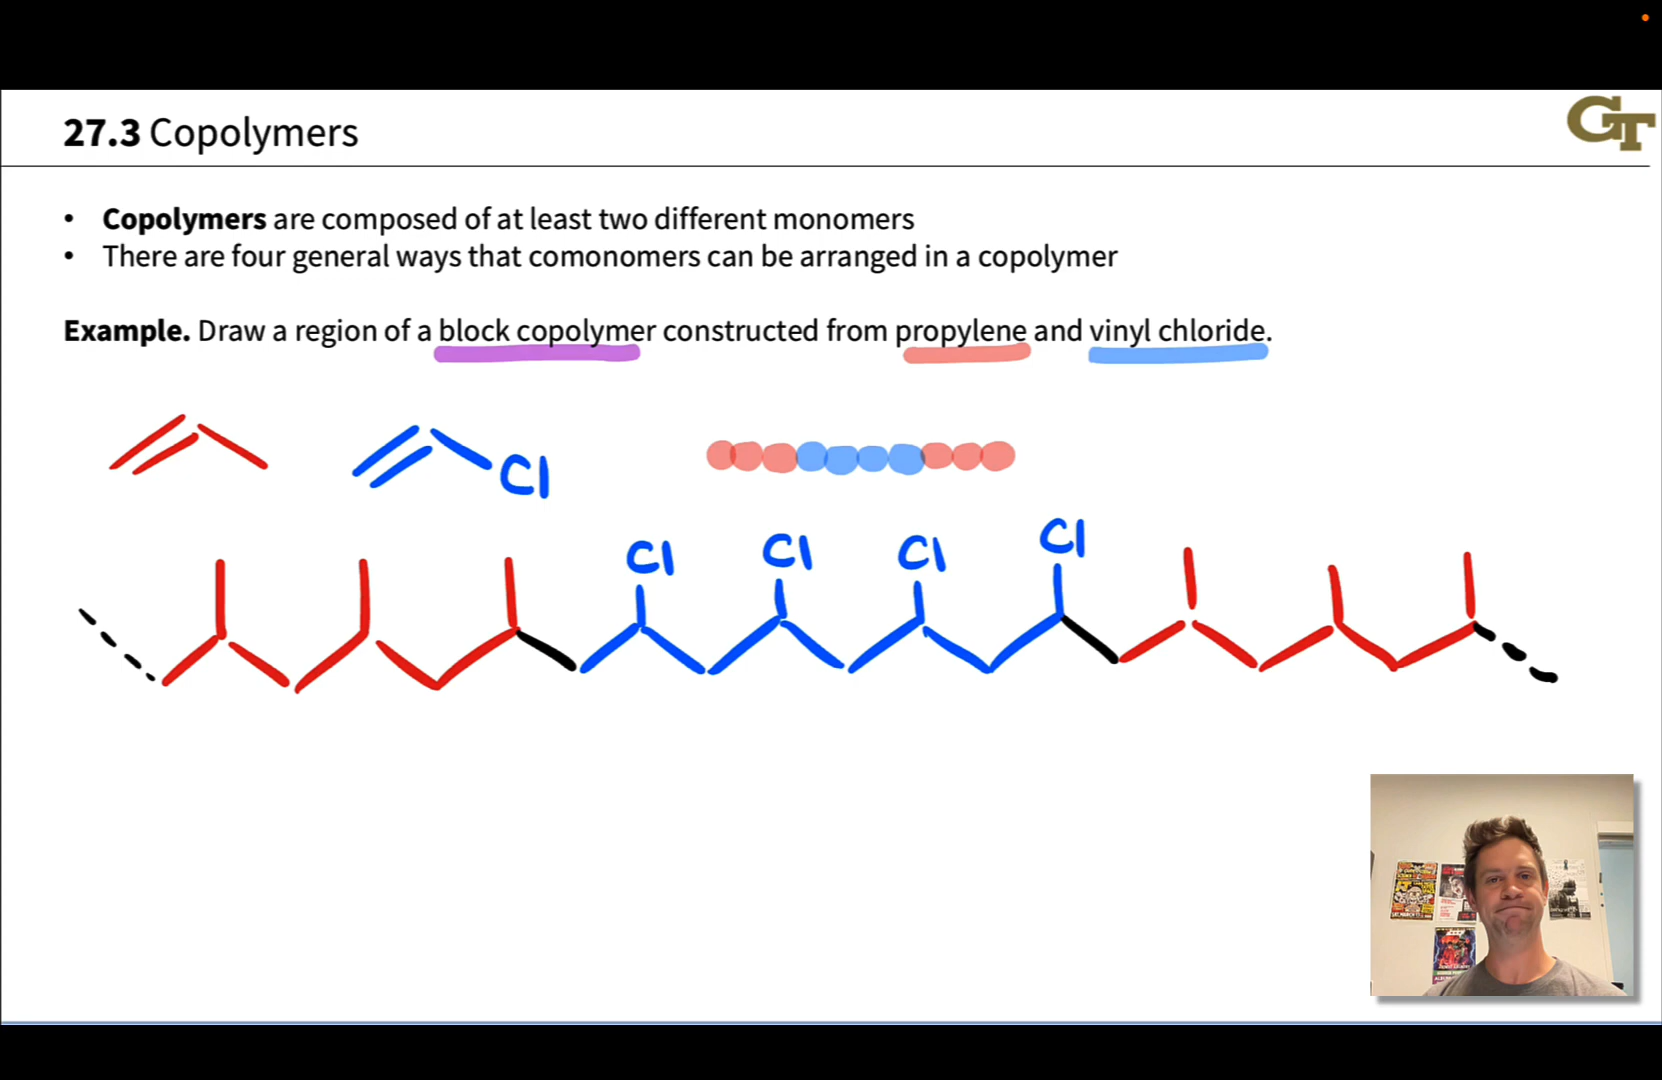 GT
27.3 Copolymers
• Copolymers are composed of at least two different monomers
• There are four general ways that comonomers can be arranged in a copolymer
Example. Draw a region of a block copolymer constructed from propylene and vinyl chloride.
Cl
Cl Cl Cl Cl